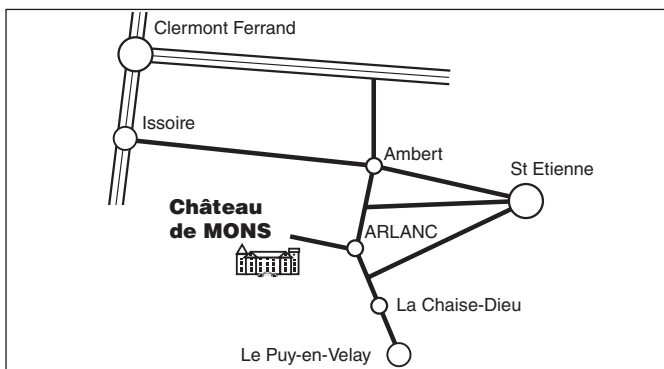 Clermont Ferrand
Issoire
Ambert
St Etienne
Château
de MONS
ARLANC
La Chaise-Dieu
Le Puy-en-Velay